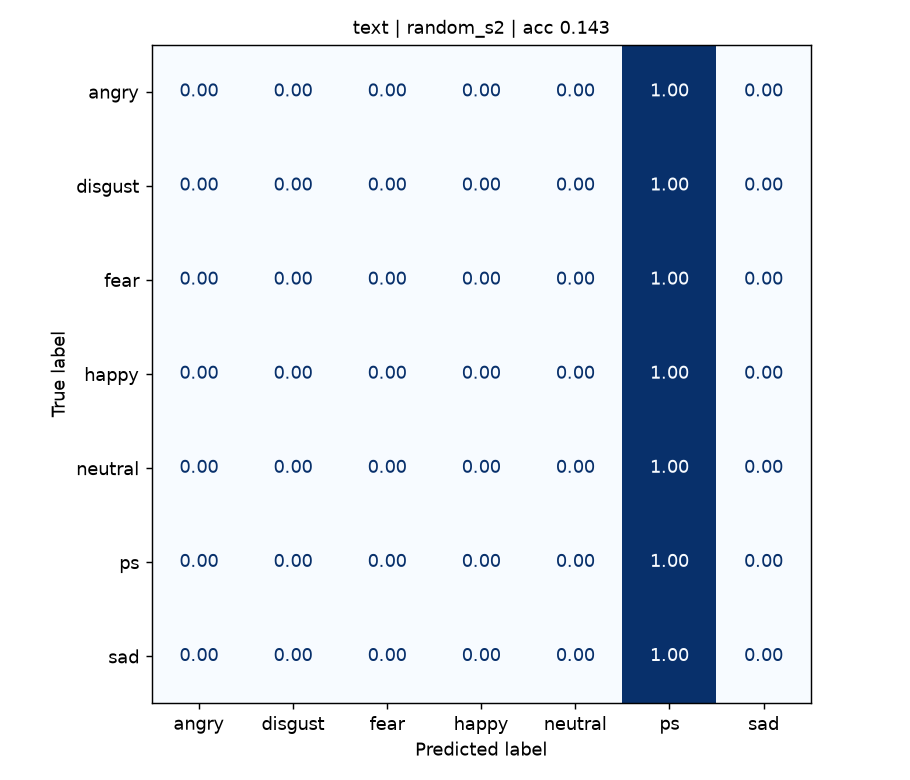 text | random_s2 | acc 0.143
True label
angry 0.00 0.00 0.00 0.00 0.00 1.00 0.00
disgust 0.00 0.00 0.00 0.00 0.00 1.00 0.00
fear 0.00 0.00 0.00 0.00 0.00 1.00 0.00
happy 0.00 0.00 0.00 0.00 0.00 1.00 0.00
neutral 0.00 0.00 0.00 0.00 0.00 1.00 0.00
ps 0.00 0.00 0.00 0.00 0.00 1.00 0.00
sad 0.00 0.00 0.00 0.00 0.00 1.00 0.00
angry disgust fear happy neutral ps sad
Predicted label